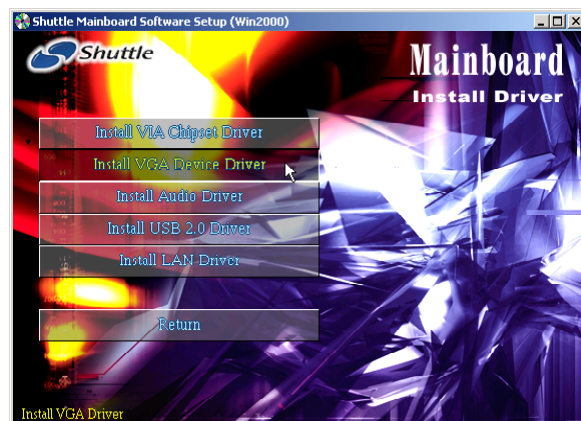 Shuttle Mainboard Software Setup (Win2000)
Shuttle
Mainboard
Install Driver
Install VIA Chipset Driver
Install VGA Device Driver
Install Audio Driver
Install USB 2.0 Driver
Install LAN Driver
Return
Install VGA Driver